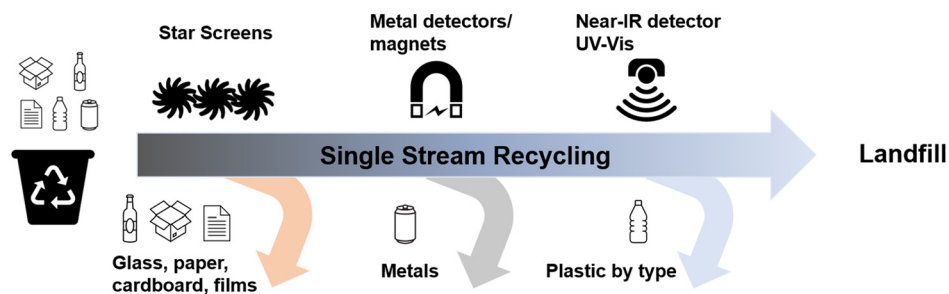 Star Screens
Metal detectors/
magnets
Near-IR detector
UV-Vis
Single Stream Recycling
Landfill
Glass, paper,
cardboard, films
Metals
Plastic by type